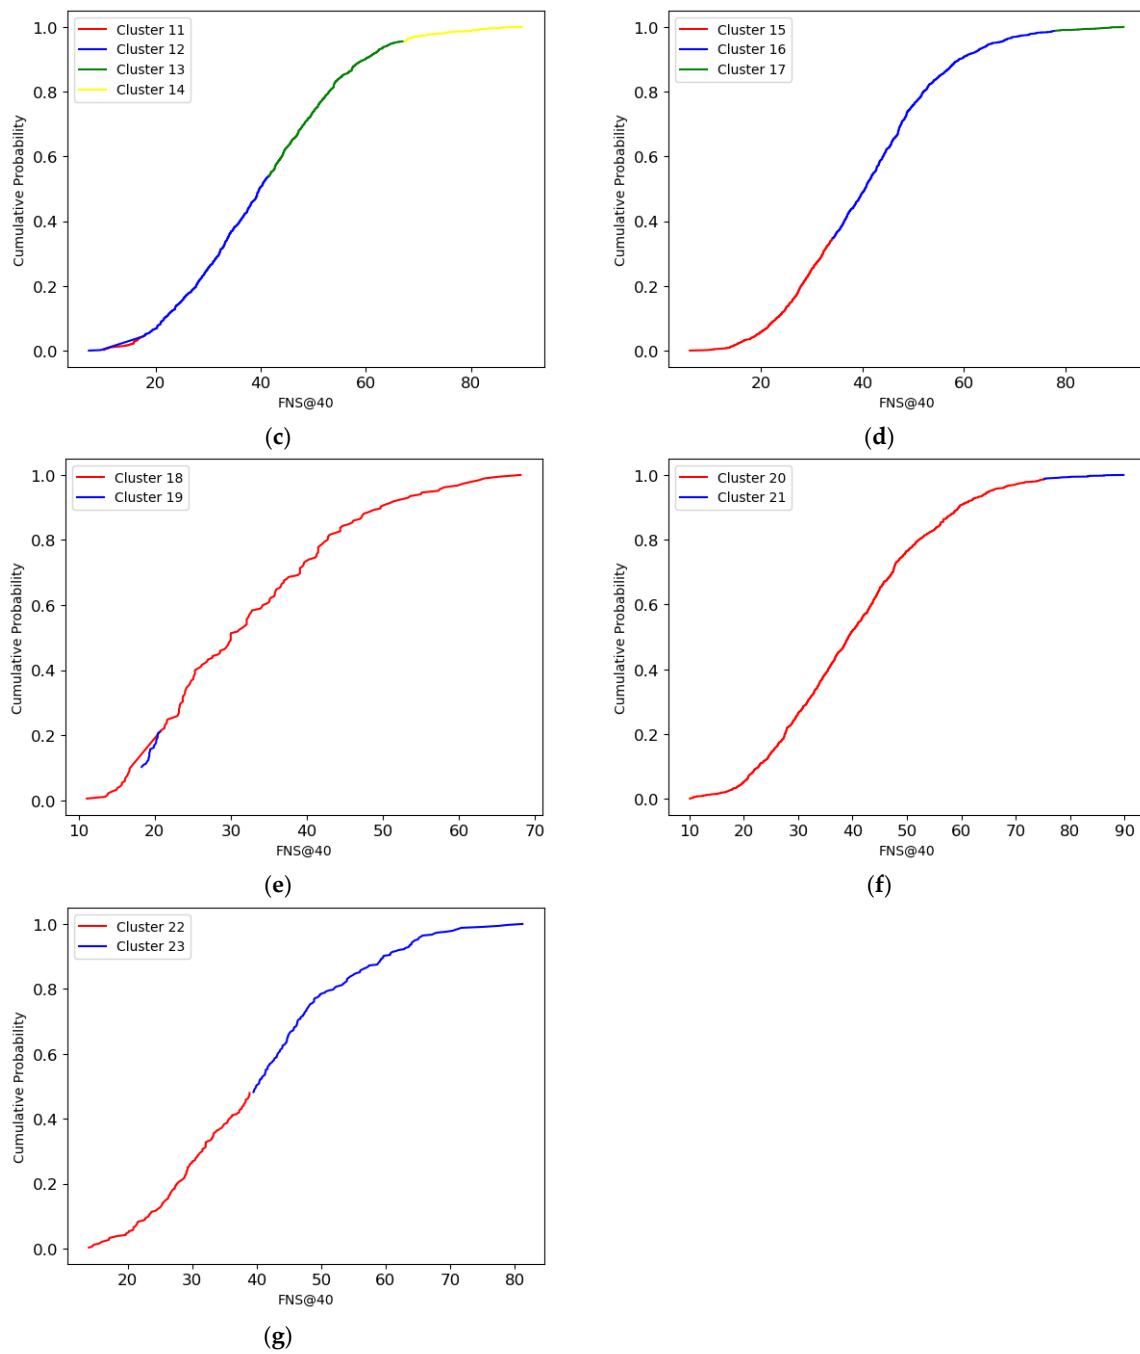 Cluster 11
Cluster 12
Cluster 13
Cluster 14
1.0
0.8
0.6
0.4
0.2
0.0
Cumulative Probability
20 40 60 80
FNS@40
(c)
Cluster 15
Cluster 16
Cluster 17
1.0
0.8
0.6
0.4
0.2
0.0
Cumulative Probability
20 40 60 80
FNS@40
(d)
Cluster 18
Cluster 19
1.0
0.8
0.6
0.4
0.2
0.0
Cumulative Probability
10 20 30 40 50 60 70
FNS@40
(e)
Cluster 20
Cluster 21
1.0
0.8
0.6
0.4
0.2
0.0
Cumulative Probability
10 20 30 40 50 60 70 80 90
FNS@40
(f)
Cluster 22
Cluster 23
1.0
0.8
0.6
0.4
0.2
0.0
Cumulative Probability
20 30 40 50 60 70 80
FNS@40
(g)